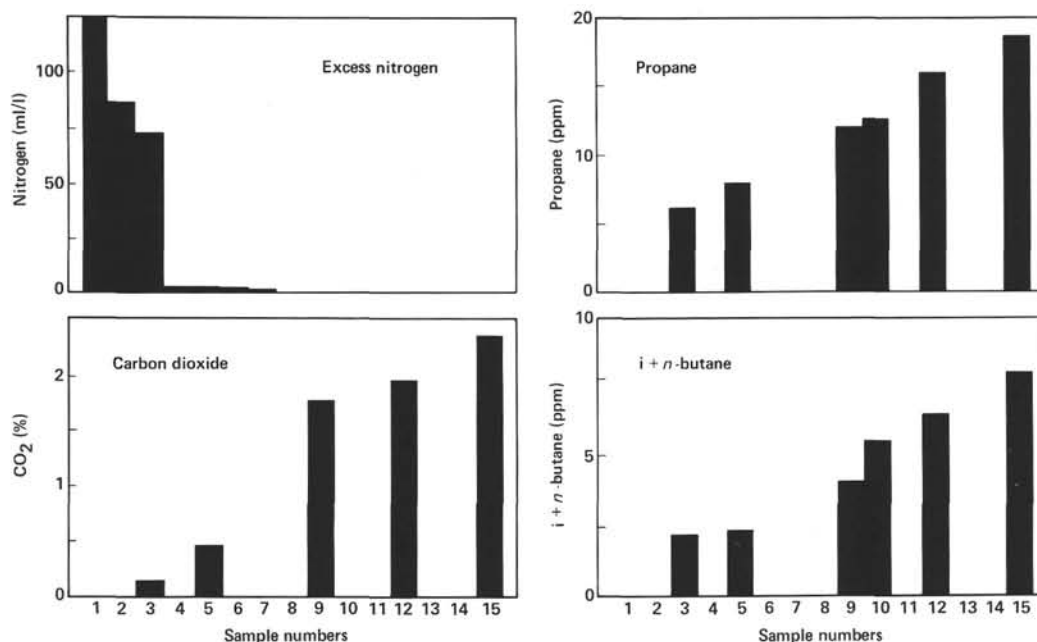 Excess nitrogen
Nitrogen (ml/l)
100
50
0
Propane
Propane (ppm)
20
10
0
Carbon dioxide
CO2 (%)
2
1
0
1 2 3 4 5 6 7 8 9 10 11 12 13 14 15
Sample numbers
i + n-butane
i + n-butane (ppm)
10
5
0
1 2 3 4 5 6 7 8 9 10 11 12 13 14 15
Sample numbers